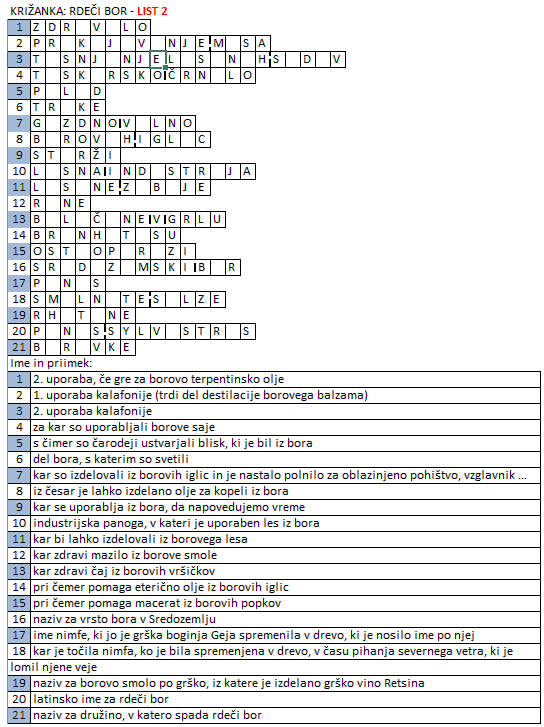 KRIŽANKA: RDEČI BOR - LIST 2
1 Z D R V L O
2 P R K J V N J E M S A
3 T S N J N J E L S N H S D V
4 T S K R S K O Č R N L O
5 P L D
6 T R K E
7 G Z D N O V L N O
8 B R O V H I G L C
9 S T R Ž I
10 L S N A I N D S T R J A
11 L S N E Z B J E
12 R N E
13 B L Č N E V G R L U
14 B R N H T S U
15 O S T O P R Z I
16 S R D Z M S K I B R
17 P N S
18 S M L N T E S L Z E
19 R H T N E
20 P N S S Y L V S T R S
21 B R V K E
Ime in priimek:
1 2. uporaba, če gre za borovo terpentinsko olje
2 1. uporaba kalafonije (trdi del destilacije borovega balzama)
3 2. uporaba kalafonije
4 za kar so uporabljali borove saje
5 s čimer so čarodeji ustvarjali blisk, ki je bil iz bora
6 del bora, s katerim so svetili
7 kar so izdelovali iz borovih iglic in je nastalo polnilo za oblazinjeno pohištvo, vzglavnik ...
8 iz česar je lahko izdelano olje za kopeli iz bora
9 kar se uporablja iz bora, da napovedujemo vreme
10 industrijska panoga, v kateri je uporaben les iz bora
11 kar bi lahko izdelovali iz borovega lesa
12 kar zdravi mazilo iz borove smole
13 kar zdravi čaj iz borovih vršičkov
14 pri čemer pomaga eterično olje iz borovih iglic
15 pri čemer pomaga macerat iz borovih popkov
16 naziv za vrsto bora v Sredozemlju
17 ime nimfe, ki jo je grška boginja Geja spremenila v drevo, ki je nosilo ime po njej
18 kar je točila nimfa, ko je bila spremenjena v drevo, v času pihanja severnega vetra, ki je
lomil njene veje
19 naziv za borovo smolo po grško, iz katere je izdelano grško vino Retsina
20 latinsko ime za rdeči bor
21 naziv za družino, v katero spada rdeči bor